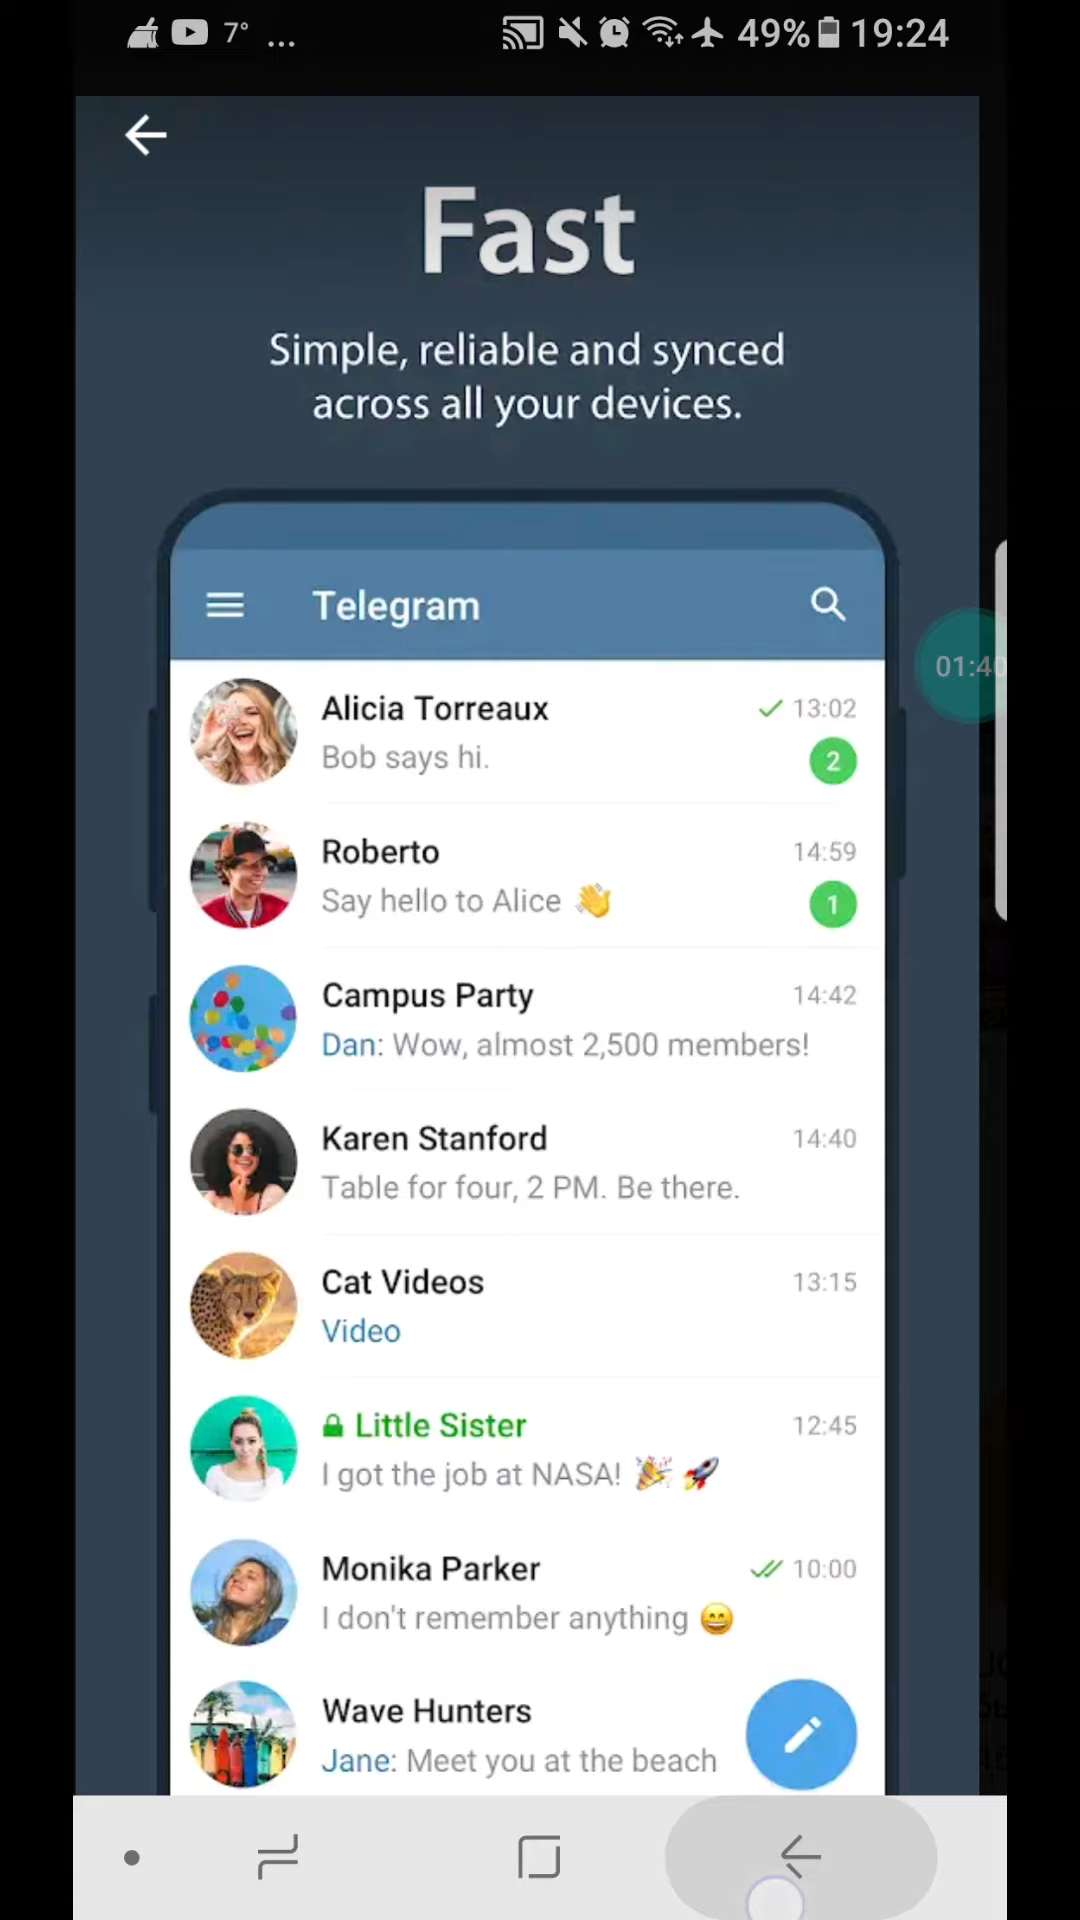 7° ... 49% 19:24
Fast
Simple, reliable and synced
across all your devices.
Telegram
Alicia Torreaux 13:02
Bob says hi. 2
Roberto 14:59
Say hello to Alice 👋 1
Campus Party 14:42
Dan: Wow, almost 2,500 members!
Karen Stanford 14:40
Table for four, 2 PM. Be there.
Cat Videos 13:15
Video
Little Sister 12:45
I got the job at NASA! 🎉 🚀
Monika Parker 10:00
I don't remember anything 😄
Wave Hunters
Jane: Meet you at the beach
01:40